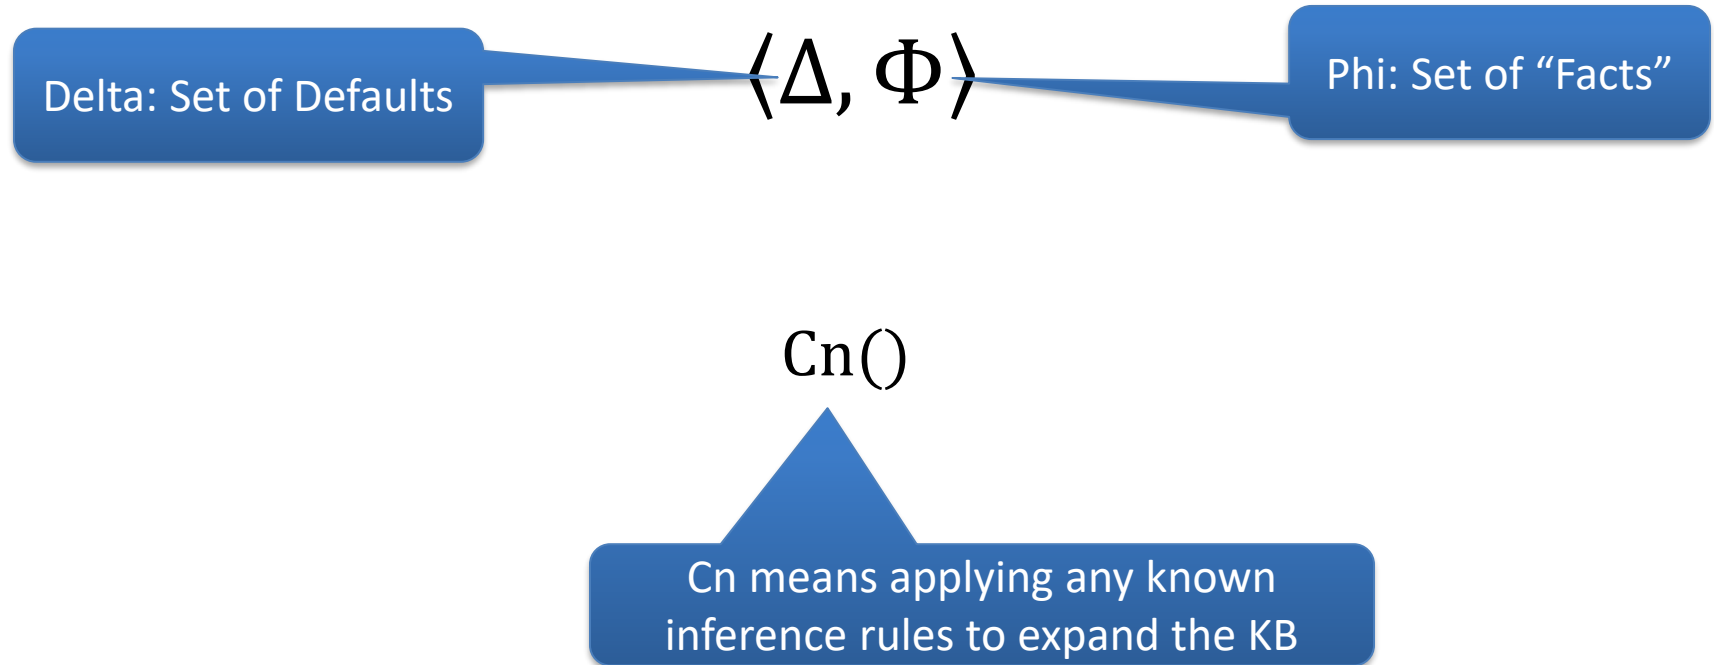 Delta: Set of Defaults
⟨Δ, Φ⟩
Phi: Set of “Facts”
Cn()
Cn means applying any known
inference rules to expand the KB